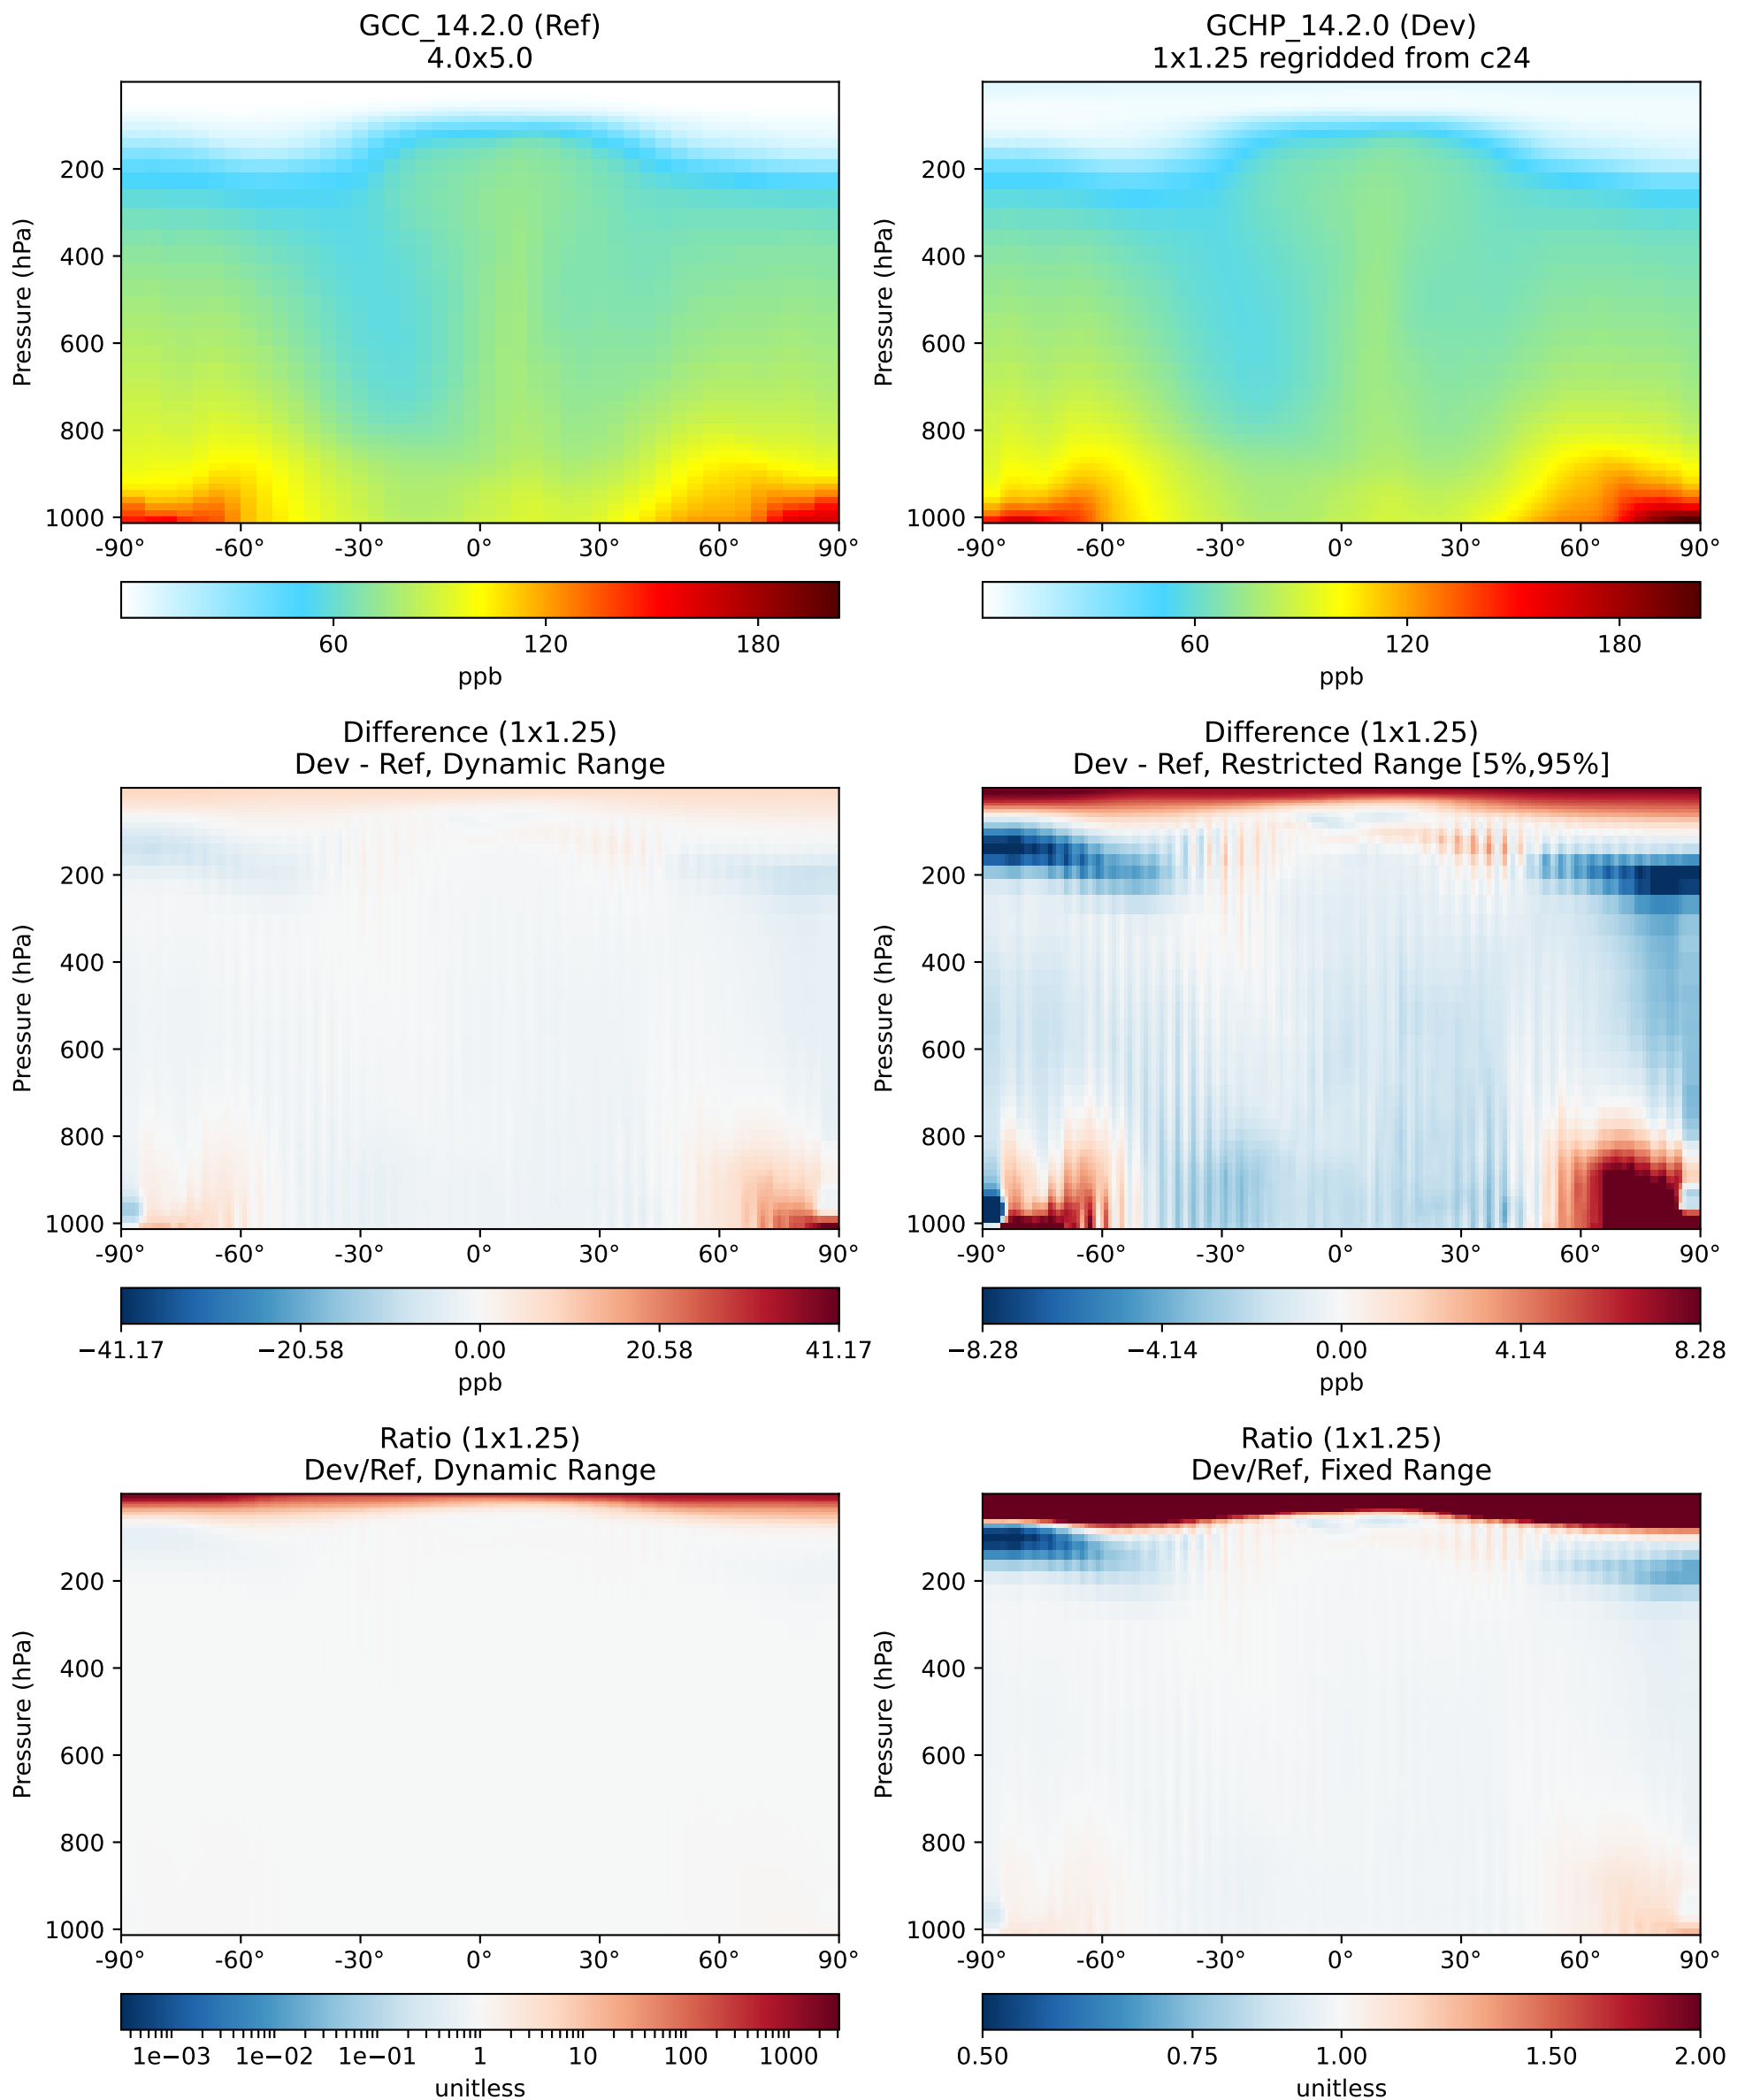 GCC_14.2.0 (Ref)
4.0x5.0
Pressure (hPa)
200
400
600
800
1000
-90° -60° -30° 0° 30° 60° 90°
60 120 180
ppb
GCHP_14.2.0 (Dev)
1x1.25 regridded from c24
Pressure (hPa)
200
400
600
800
1000
-90° -60° -30° 0° 30° 60° 90°
60 120 180
ppb
Difference (1x1.25)
Dev - Ref, Dynamic Range
Pressure (hPa)
200
400
600
800
1000
-90° -60° -30° 0° 30° 60° 90°
−41.17 −20.58 0.00 20.58 41.17
ppb
Difference (1x1.25)
Dev - Ref, Restricted Range [5%,95%]
Pressure (hPa)
200
400
600
800
1000
-90° -60° -30° 0° 30° 60° 90°
−8.28 −4.14 0.00 4.14 8.28
ppb
Ratio (1x1.25)
Dev/Ref, Dynamic Range
Pressure (hPa)
200
400
600
800
1000
-90° -60° -30° 0° 30° 60° 90°
1e−03 1e−02 1e−01 1 10 100 1000
unitless
Ratio (1x1.25)
Dev/Ref, Fixed Range
Pressure (hPa)
200
400
600
800
1000
-90° -60° -30° 0° 30° 60° 90°
0.50 0.75 1.00 1.50 2.00
unitless